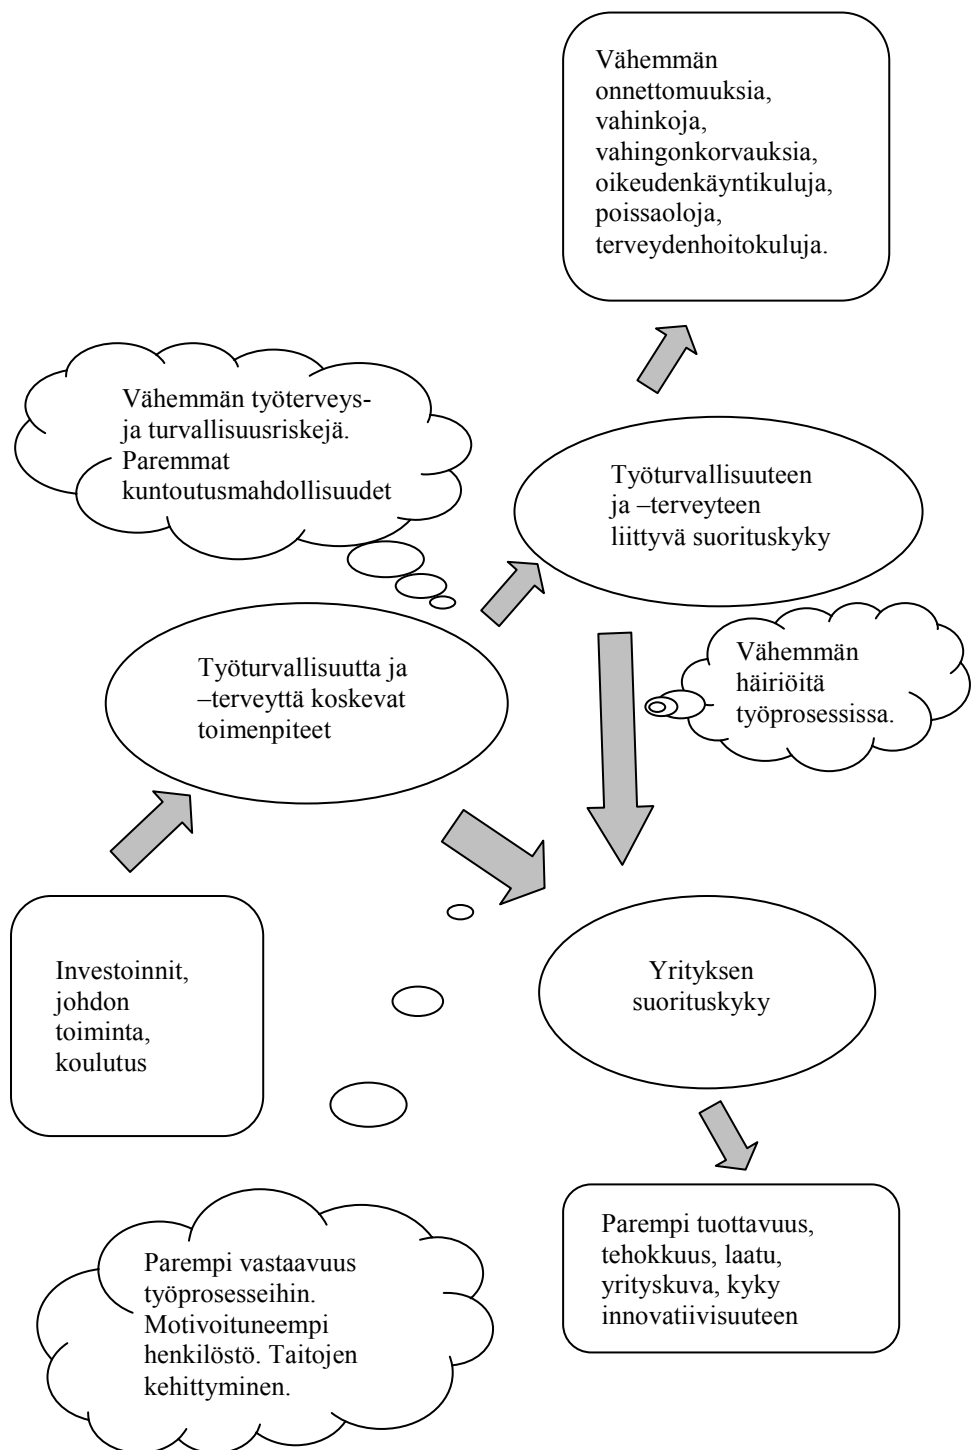 Vähemmän
onnettomuuksia,
vahinkoja,
vahingonkorvauksia,
oikeudenkäyntikuluja,
poissaoloja,
terveydenhoitokuluja.
Vähemmän työterveys-
ja turvallisuusriskejä.
Paremmat
kuntoutusmahdollisuudet
Työturvallisuuteen
ja –terveyteen
liittyvä suorituskyky
Työturvallisuutta ja
–terveyttä koskevat
toimenpiteet
Vähemmän
häiriöitä
työprosessissa.
Investoinnit,
johdon
toiminta,
koulutus
Yrityksen
suorituskyky
Parempi vastaavuus
työprosesseihin.
Motivoituneempi
henkilöstö. Taitojen
kehittyminen.
Parempi tuottavuus,
tehokkuus, laatu,
yrityskuva, kyky
innovatiivisuuteen